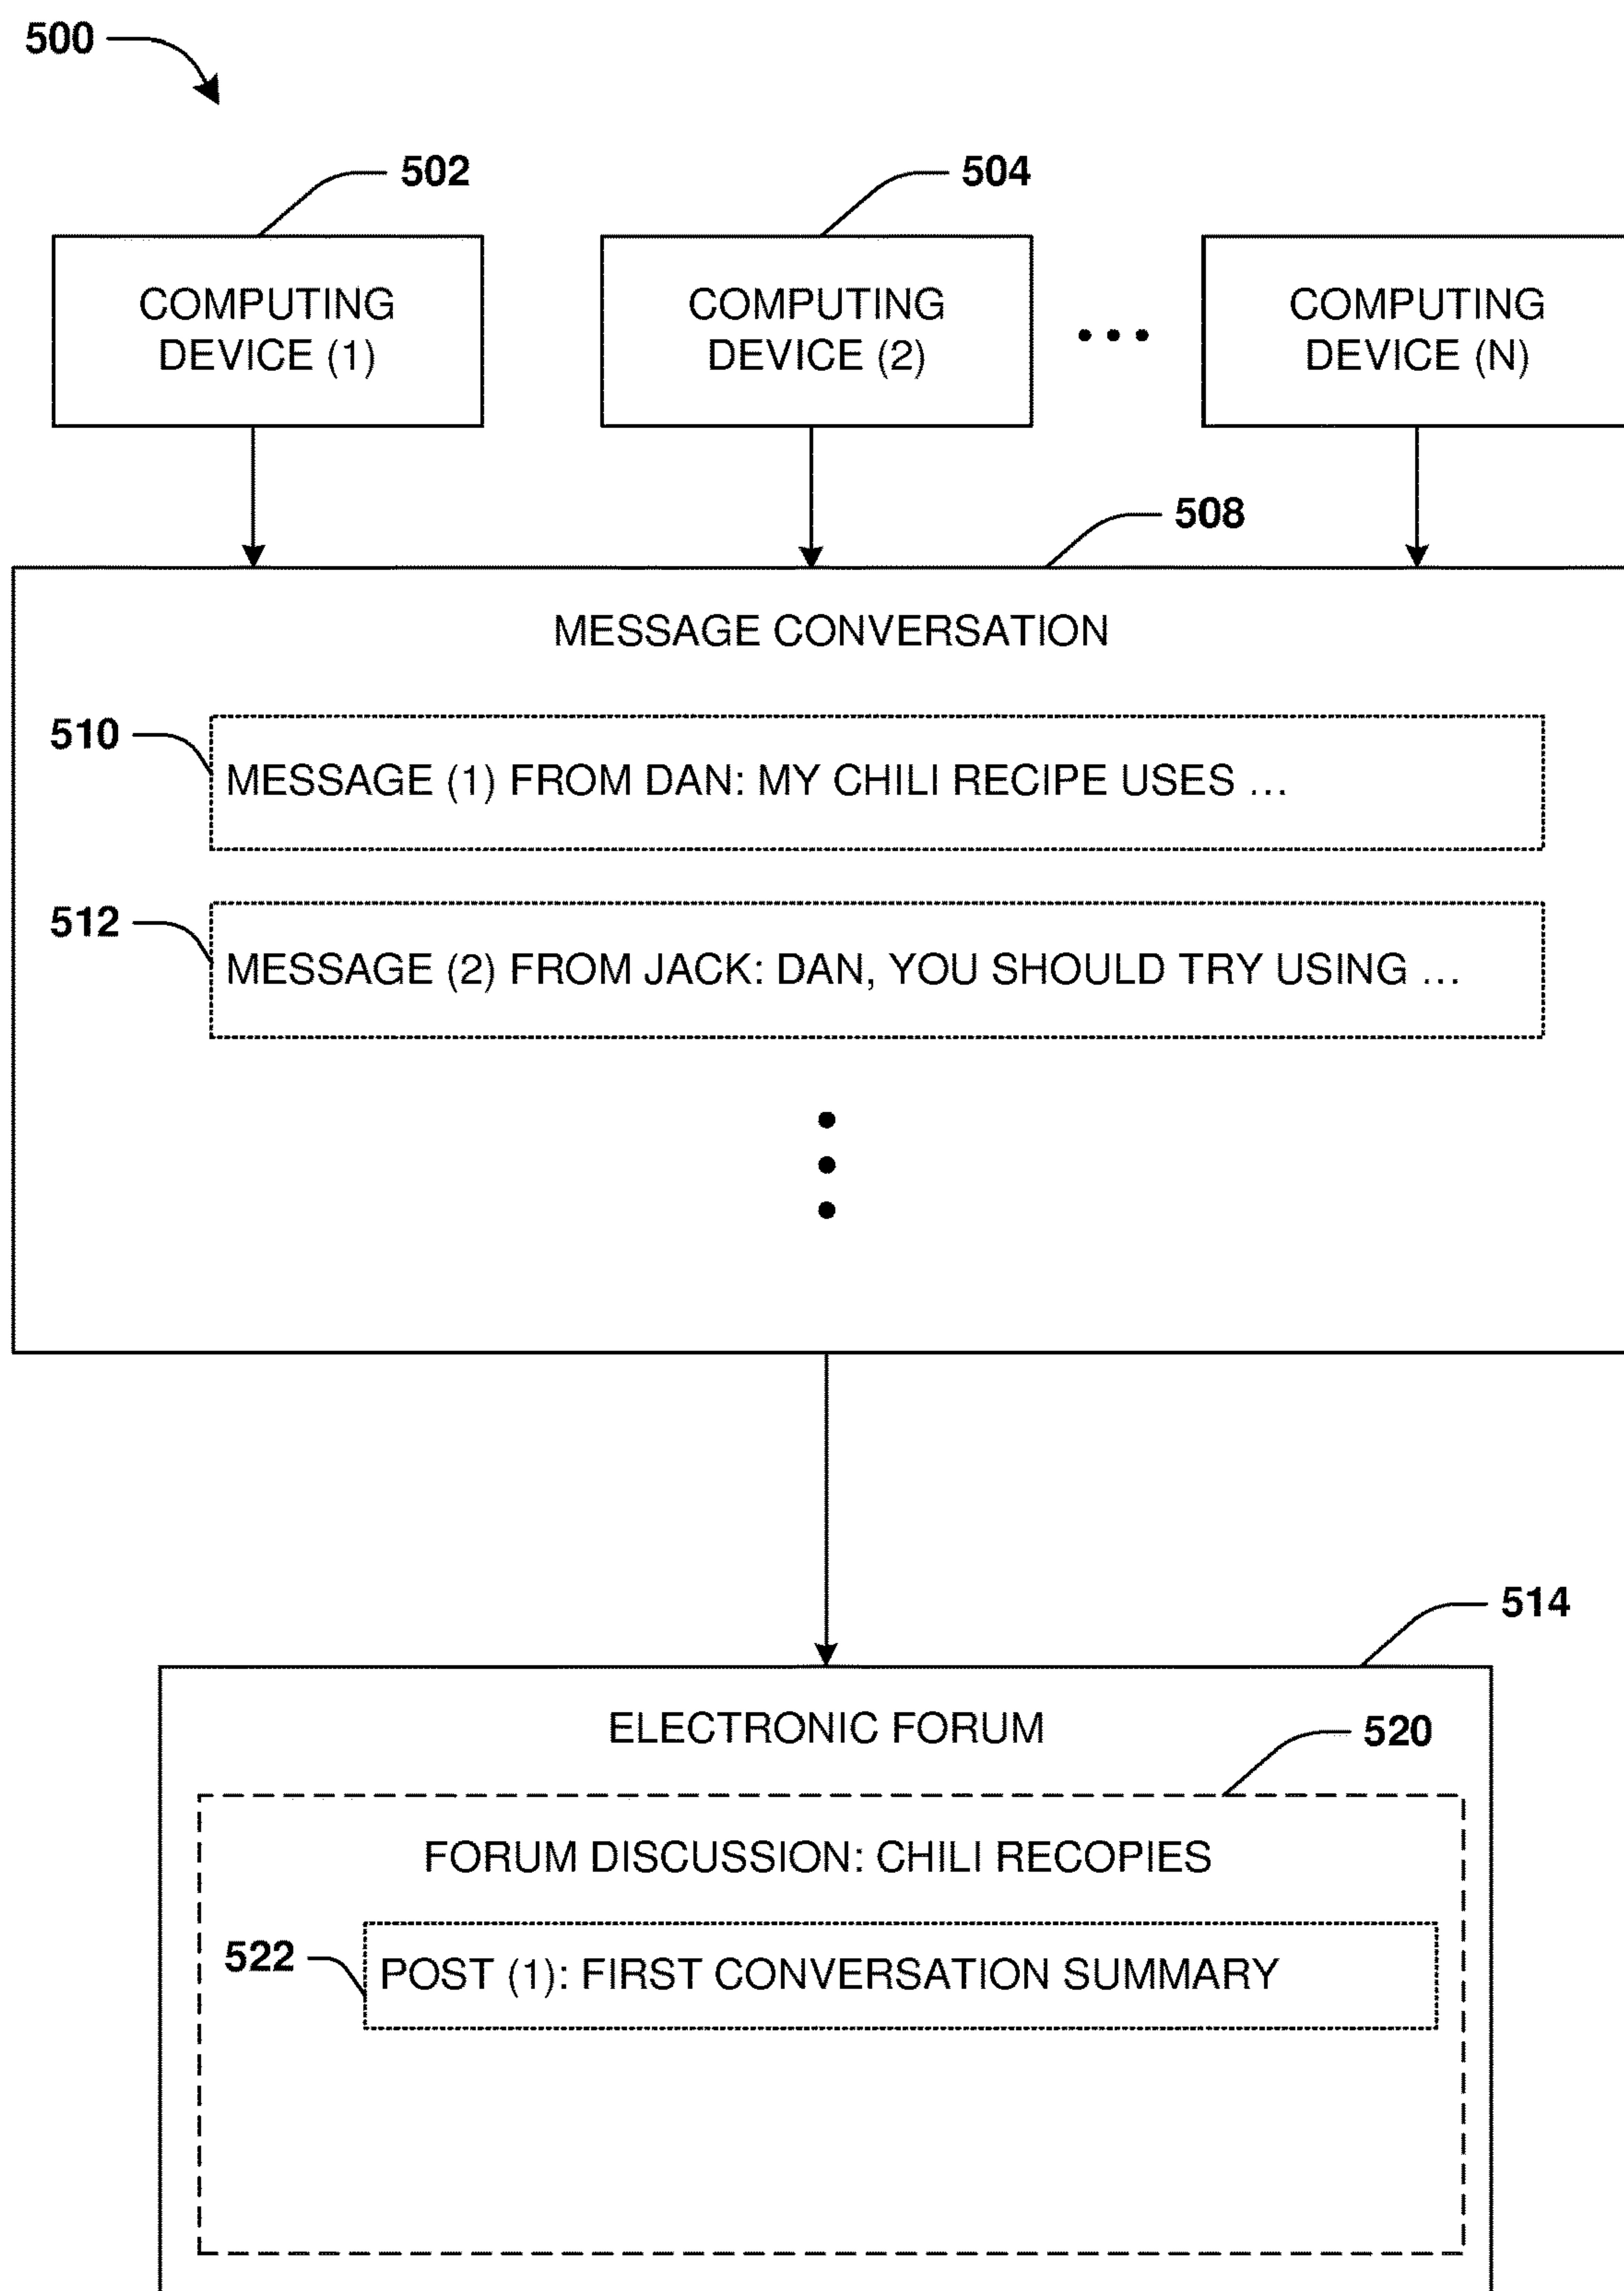 500
502
504
COMPUTING
DEVICE (1)
COMPUTING
DEVICE (2)
COMPUTING
DEVICE (N)
508
MESSAGE CONVERSATION
510
MESSAGE (1) FROM DAN: MY CHILI RECIPE USES ...
512
MESSAGE (2) FROM JACK: DAN, YOU SHOULD TRY USING ...
514
ELECTRONIC FORUM
520
FORUM DISCUSSION: CHILI RECOPIES
522
POST (1): FIRST CONVERSATION SUMMARY